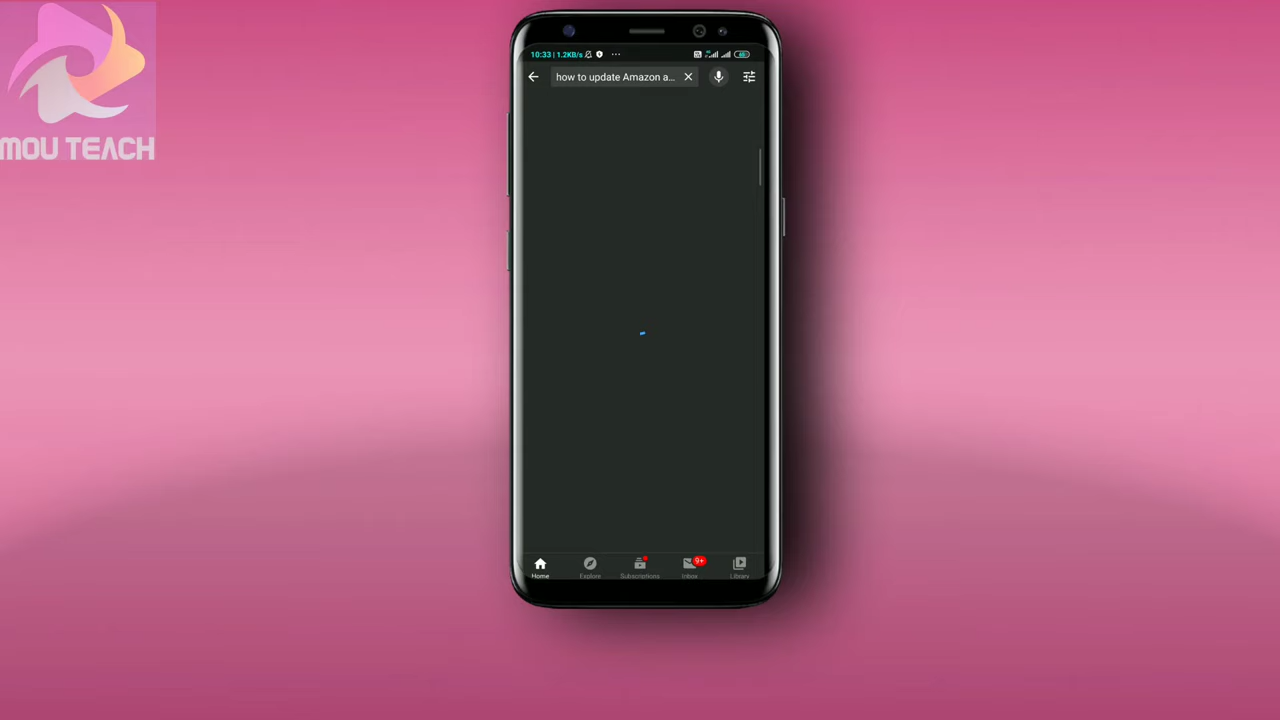 MOU TEACH
10:33 | 1.2KB/s ...
how to update Amazon a...
9+
Home Explore Subscriptions Inbox Library